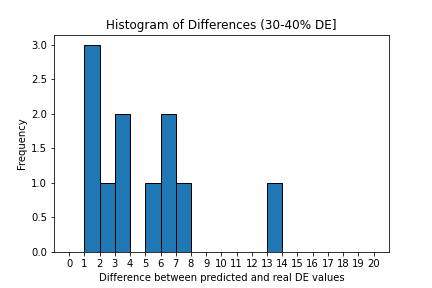 Histogram of Differences (30-40% DE]
3.0
2.5
2.0
1.5
1.0
0.5
0.0
Frequency
0 1 2 3 4 5 6 7 8 9 10 11 12 13 14 15 16 17 18 19 20
Difference between predicted and real DE values